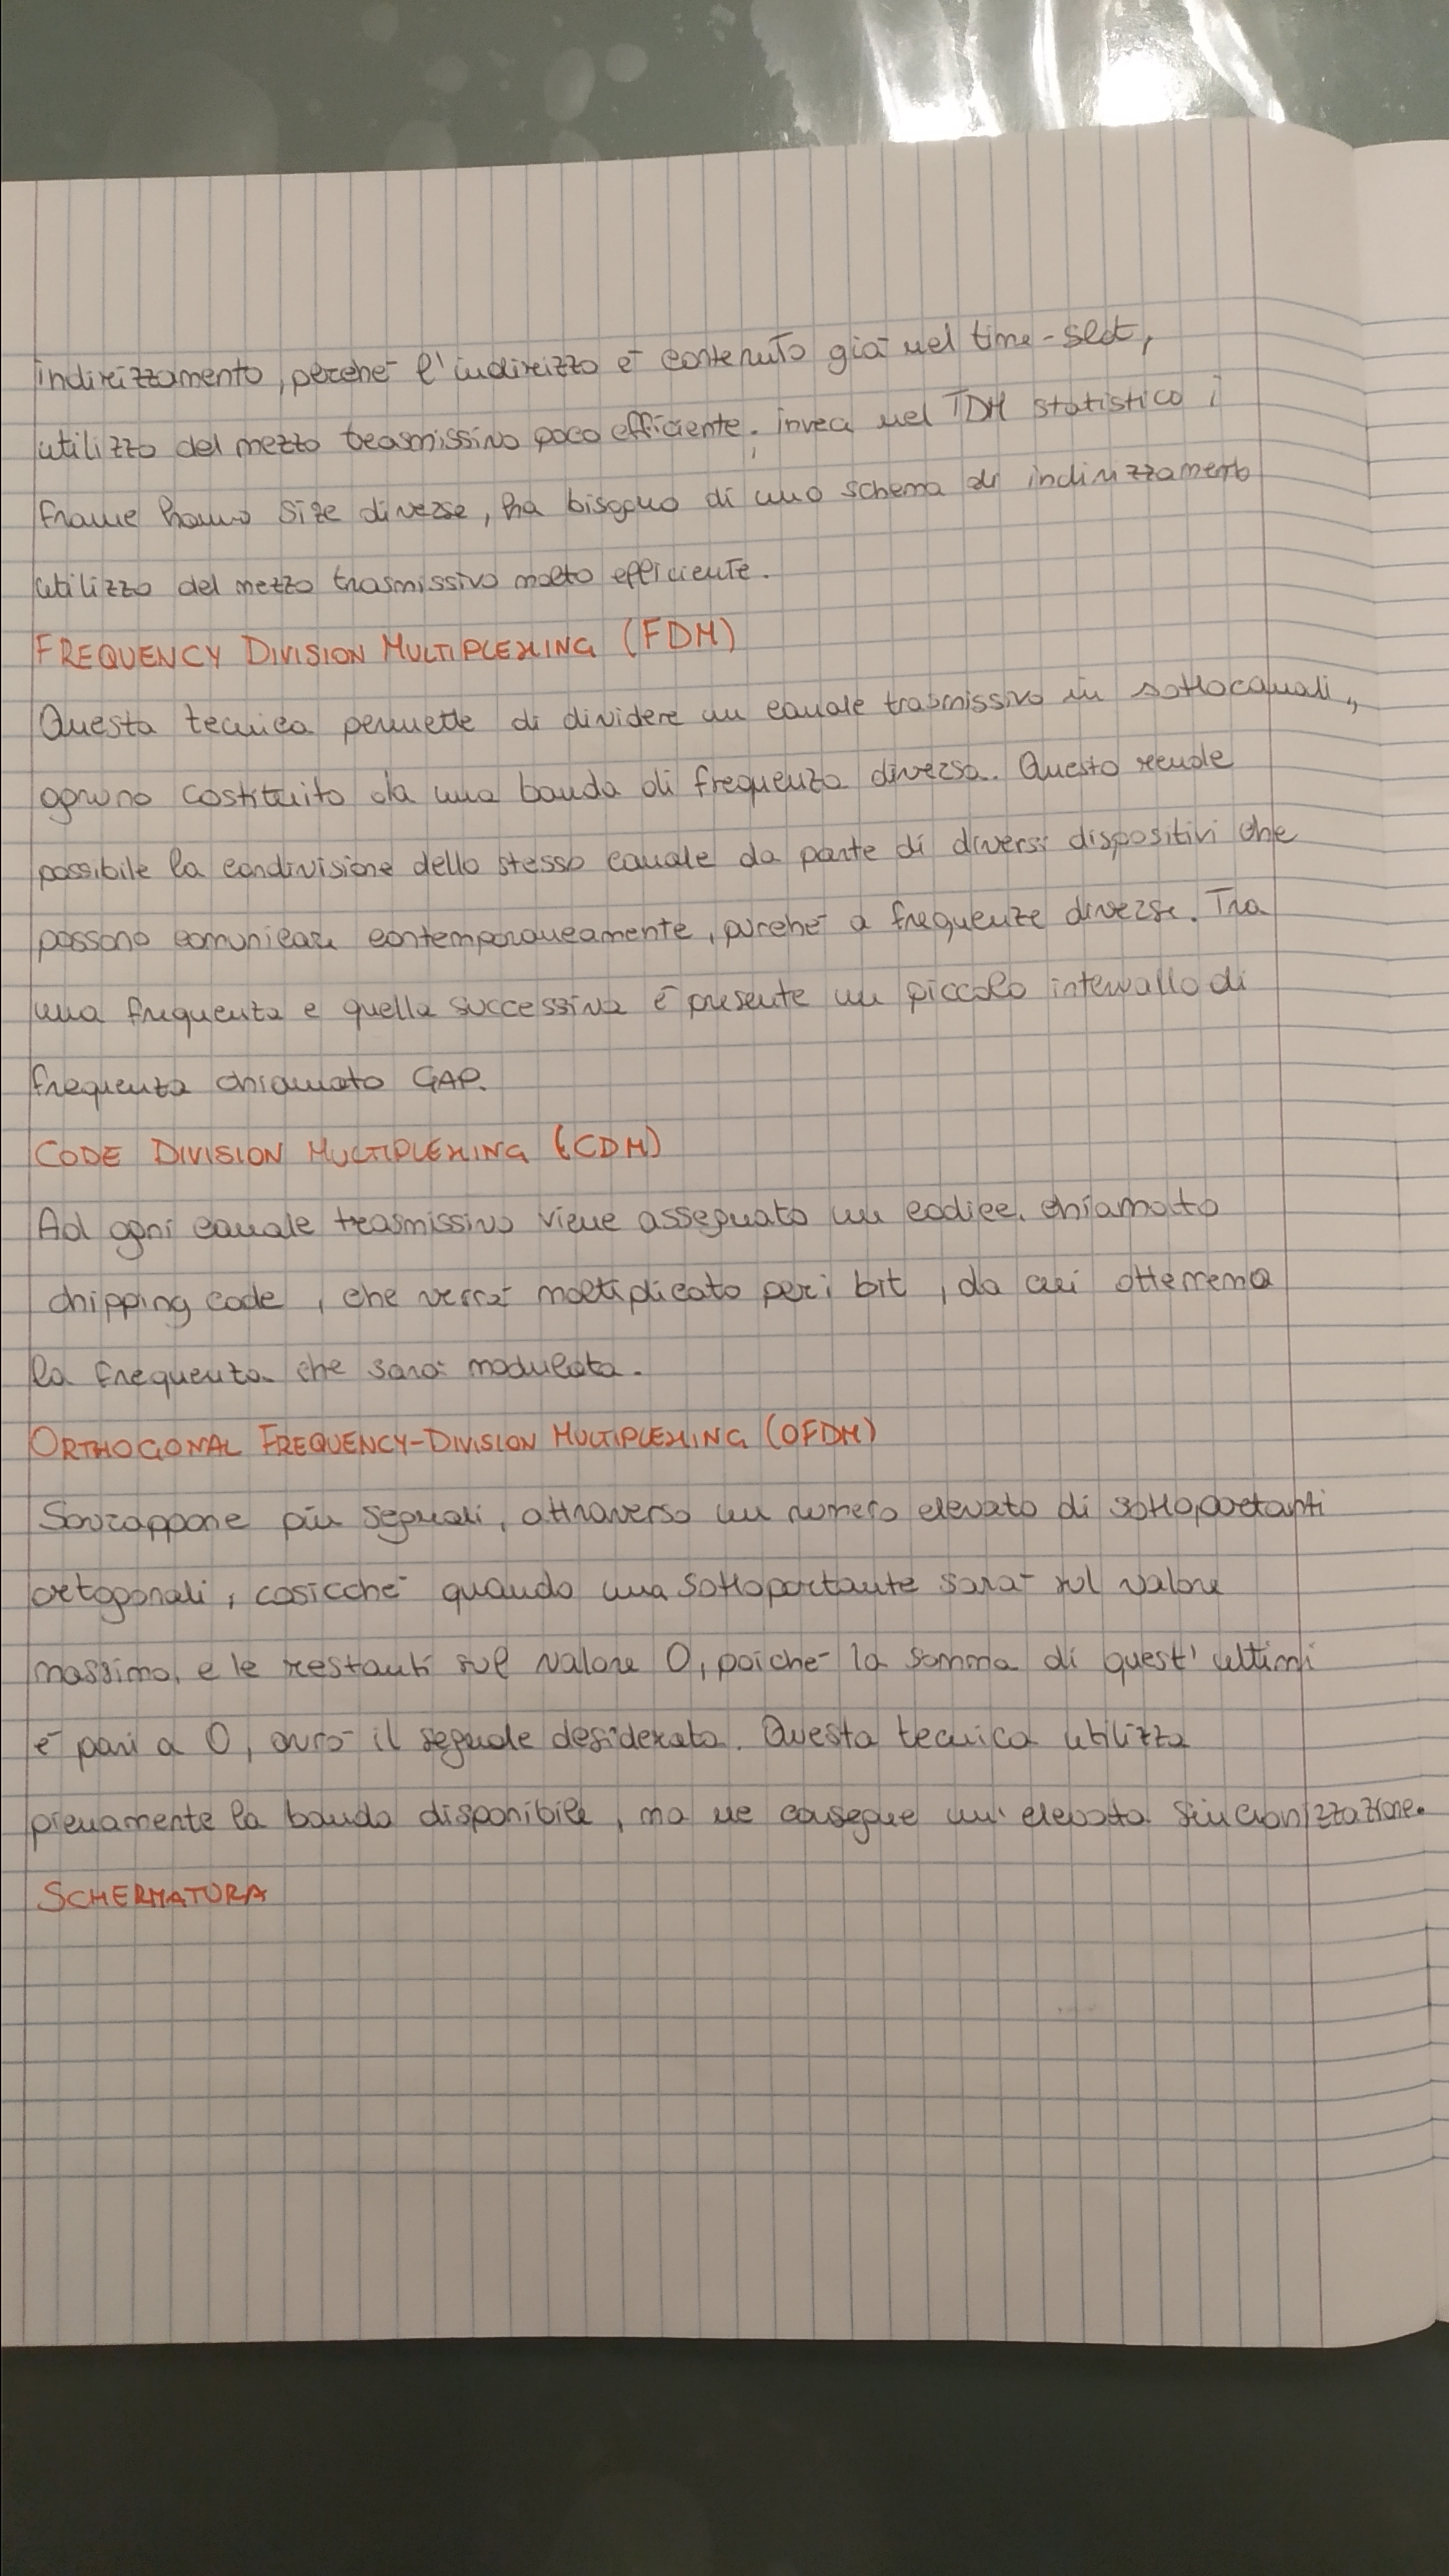 indirizzamento, perché l'indirizzo è contenuto già nel time-slot,
utilizzo del mezzo trasmissivo poco efficiente; invece nel TDM statistico i
frame hanno size diverse, ha bisogno di uno schema di indirizzamento
utilizzo del mezzo trasmissivo molto efficiente.
FREQUENCY DIVISION MULTIPLEXING (FDM)
Questa tecnica permette di dividere un canale trasmissivo in sottocanali,
ognuno costituito da una banda di frequenza diversa. Questo rende
possibile la condivisione dello stesso canale da parte di diversi dispositivi che
possono comunicare contemporaneamente, purché a frequenze diverse. Tra
una frequenza e quella successiva è presente un piccolo intervallo di
frequenza chiamato GAP.
CODE DIVISION MULTIPLEXING (CDM)
Ad ogni canale trasmissivo viene assegnato un codice, chiamato
chipping code, che verrà moltiplicato per i bit, da cui otterremo
la frequenza che sarà modulata.
ORTHOGONAL FREQUENCY-DIVISION MULTIPLEXING (OFDM)
Sovrappone più segnali, attraverso un numero elevato di sottoportanti
ortogonali, cosicché quando una sottoportante sarà sul valore
massimo, e le restanti sul valore 0, poiché la somma di quest'ultimi
è pari a 0, avrò il segnale desiderato. Questa tecnica utilizza
pienamente la banda disponibile, ma ne consegue un'elevata sincronizzazione.
SCHERMATURA